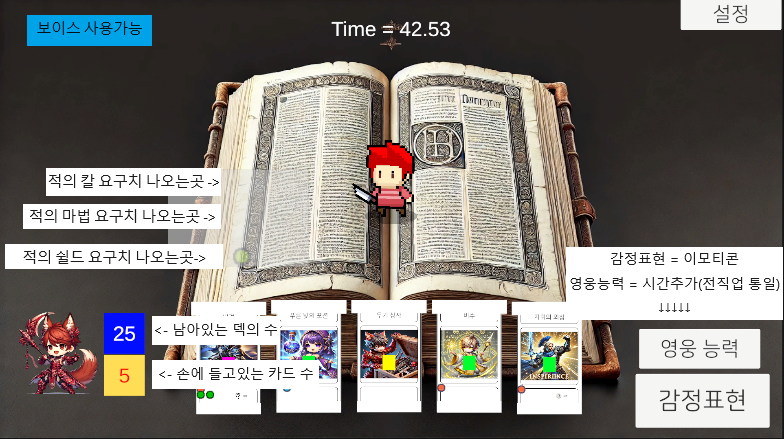 보이스 사용가능
Time = 42.53
설정
적의 칼 요구치 나오는곳 ->
적의 마법 요구치 나오는곳 ->
적의 쉴드 요구치 나오는곳->
감정표현 = 이모티콘
영웅능력 = 시간추가(전직업 통일)
↓↓↓↓↓
25
<- 남아있는 덱의 수
5
<- 손에 들고있는 카드 수
영웅 능력
감정표현